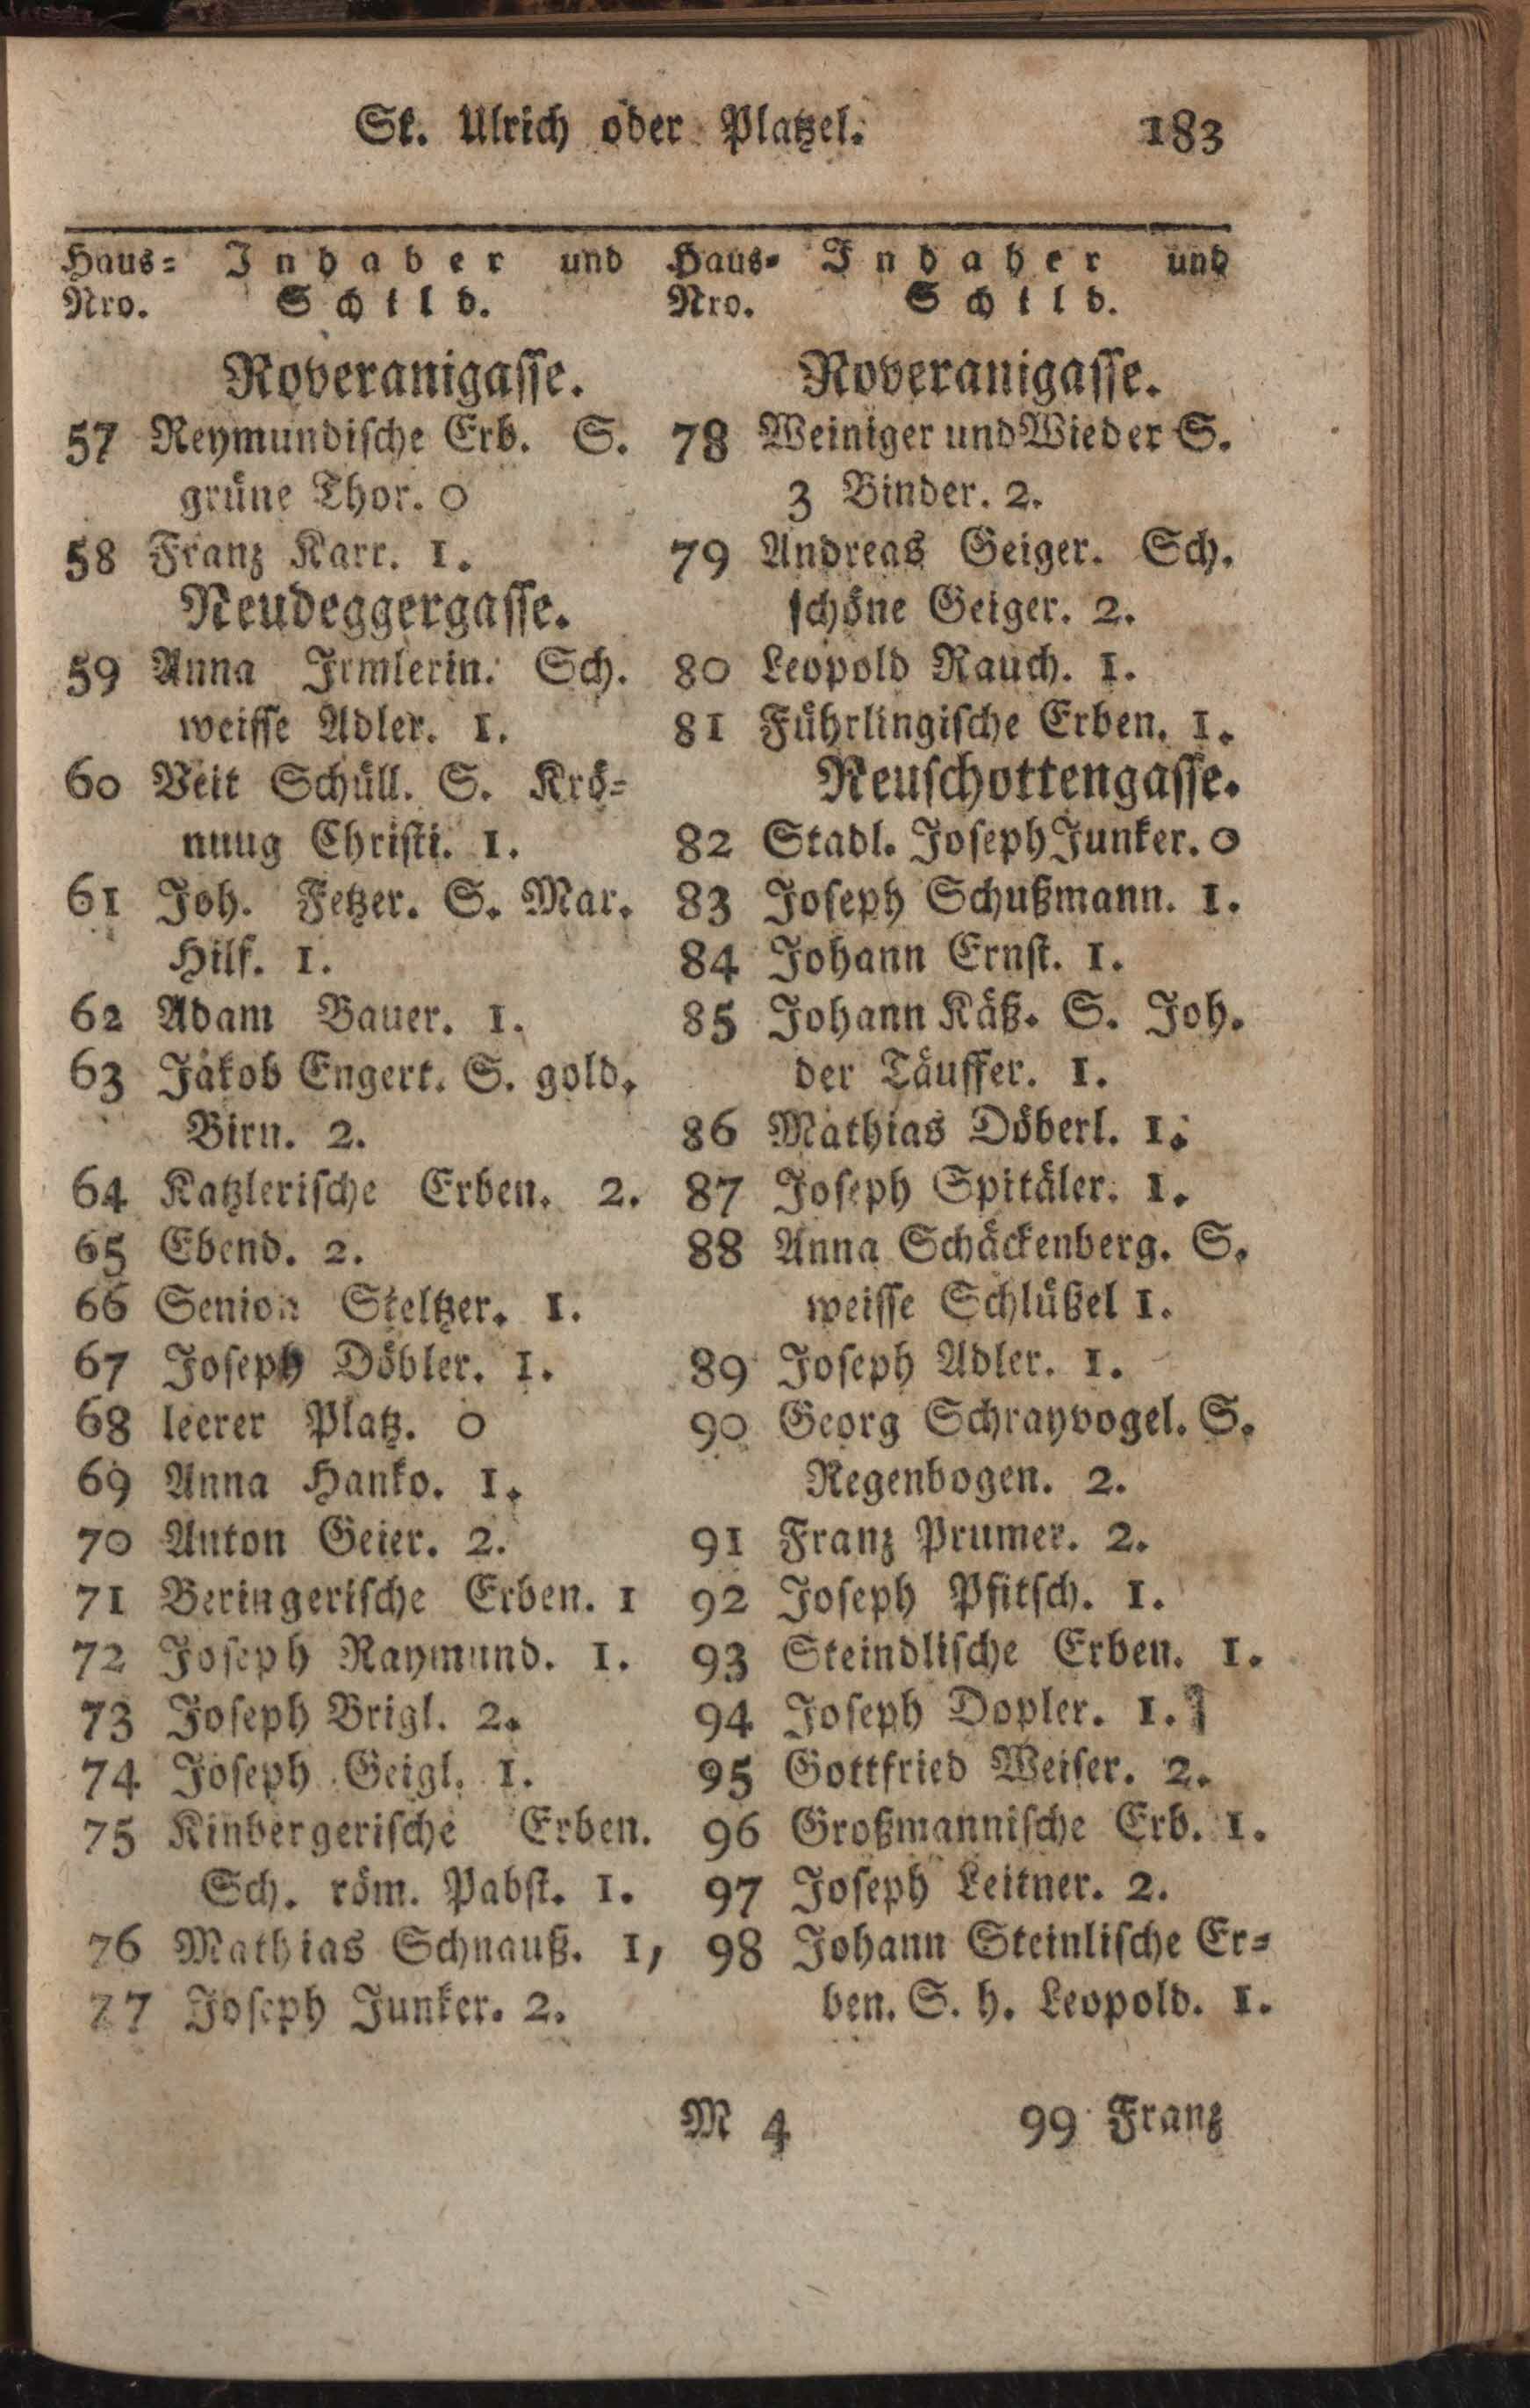 St. Ulrich oder Platzel. 183
Haus= Inhaber und
Nro. Schild.
Roveranigasse.
57 Reymundische Erb. S.
grüne Thor. 0
58 Franz Karr. 1.
Neudeggergasse.
59 Anna Irmlerin. Sch.
weisse Adler. 1.
60 Veit Schüll. S. Krö=
nuug Christi. 1.
61 Joh. Fetzer. S. Mar.
Hilf. 1.
62 Adam Bauer. 1.
63 Jakob Engert. S. gold.
Birn. 2.
64 Katzlerische Erben. 2.
65 Ebend. 2.
66 Senion Steltzer. 1.
67 Joseph Döbler. 1.
68 leerer Platz. 0
69 Anna Hanko. 1.
70 Anton Geier. 2.
71 Beringerische Erben. 1
72 Joseph Raymund. 1.
73 Joseph Brigl. 2.
74 Joseph Geigl. 1.
75 Kinbergerische Erben.
Sch. röm. Pabst. 1.
76 Mathias Schnauß. 1,
77 Joseph Junker. 2.
Haus= Inhaber und
Nro. Schild.
Roveranigasse.
78 Weiniger und Wieder S.
3 Binder. 2.
79 Andreas Geiger. Sch.
schöne Geiger. 2.
80 Leopold Rauch. 1.
81 Führlingische Erben. 1.
Neuschottengasse.
82 Stadl. Joseph Junker. 0
83 Joseph Schußmann. 1.
84 Johann Ernst. 1.
85 Johann Käß. S. Joh.
der Täuffer. 1.
86 Mathias Döberl. 1.
87 Joseph Spitäler. 1.
88 Anna Schäckenberg. S.
weisse Schlüßel 1.
89 Joseph Adler. 1.
90 Georg Schrayvogel. S.
Regenbogen. 2.
91 Franz Prumer. 2.
92 Joseph Pfitsch. 1.
93 Steindlische Erben. 1.
94 Joseph Dopler. 1.
95 Gottfried Weiser. 2.
96 Großmannische Erb. 1.
97 Joseph Leitner. 2.
98 Johann Steinlische Er=
ben. S. h. Leopold. 1.
M 4 99 Franz